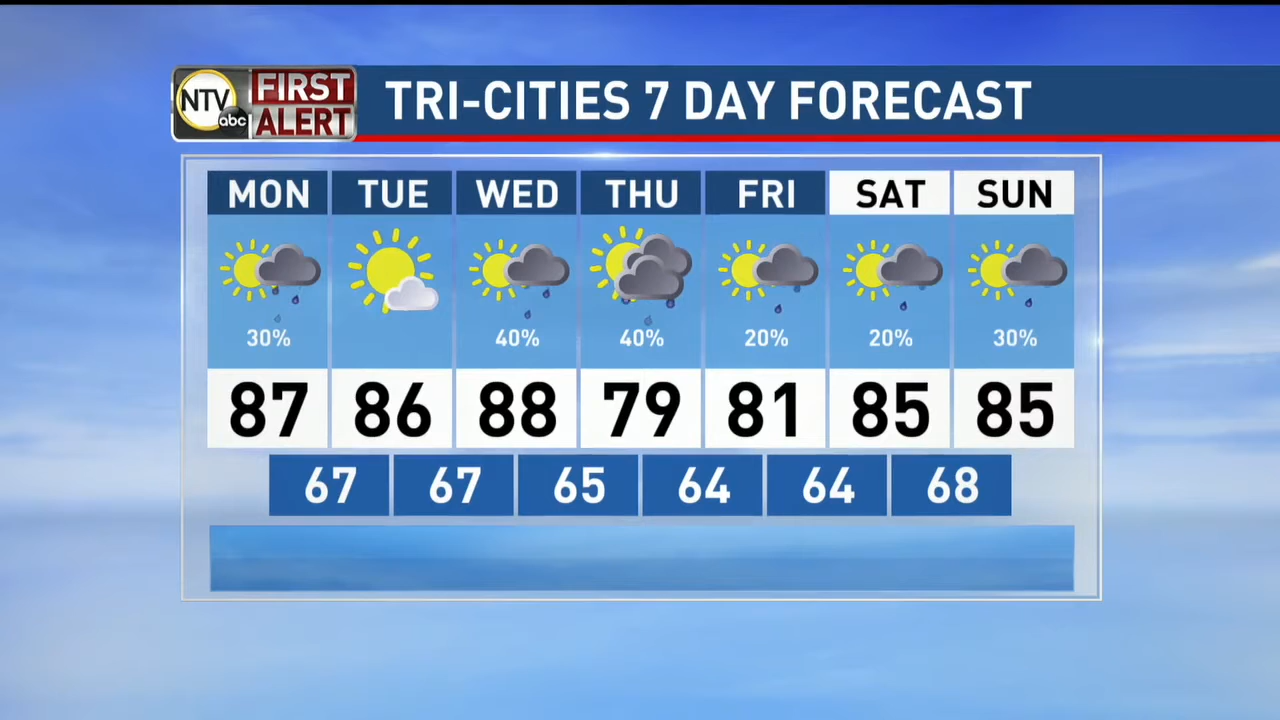 NTV
abc
FIRST
ALERT
TRI-CITIES 7 DAY FORECAST
MON TUE WED THU FRI SAT SUN
30% 40% 40% 20% 20% 30%
87 86 88 79 81 85 85
67 67 65 64 64 68